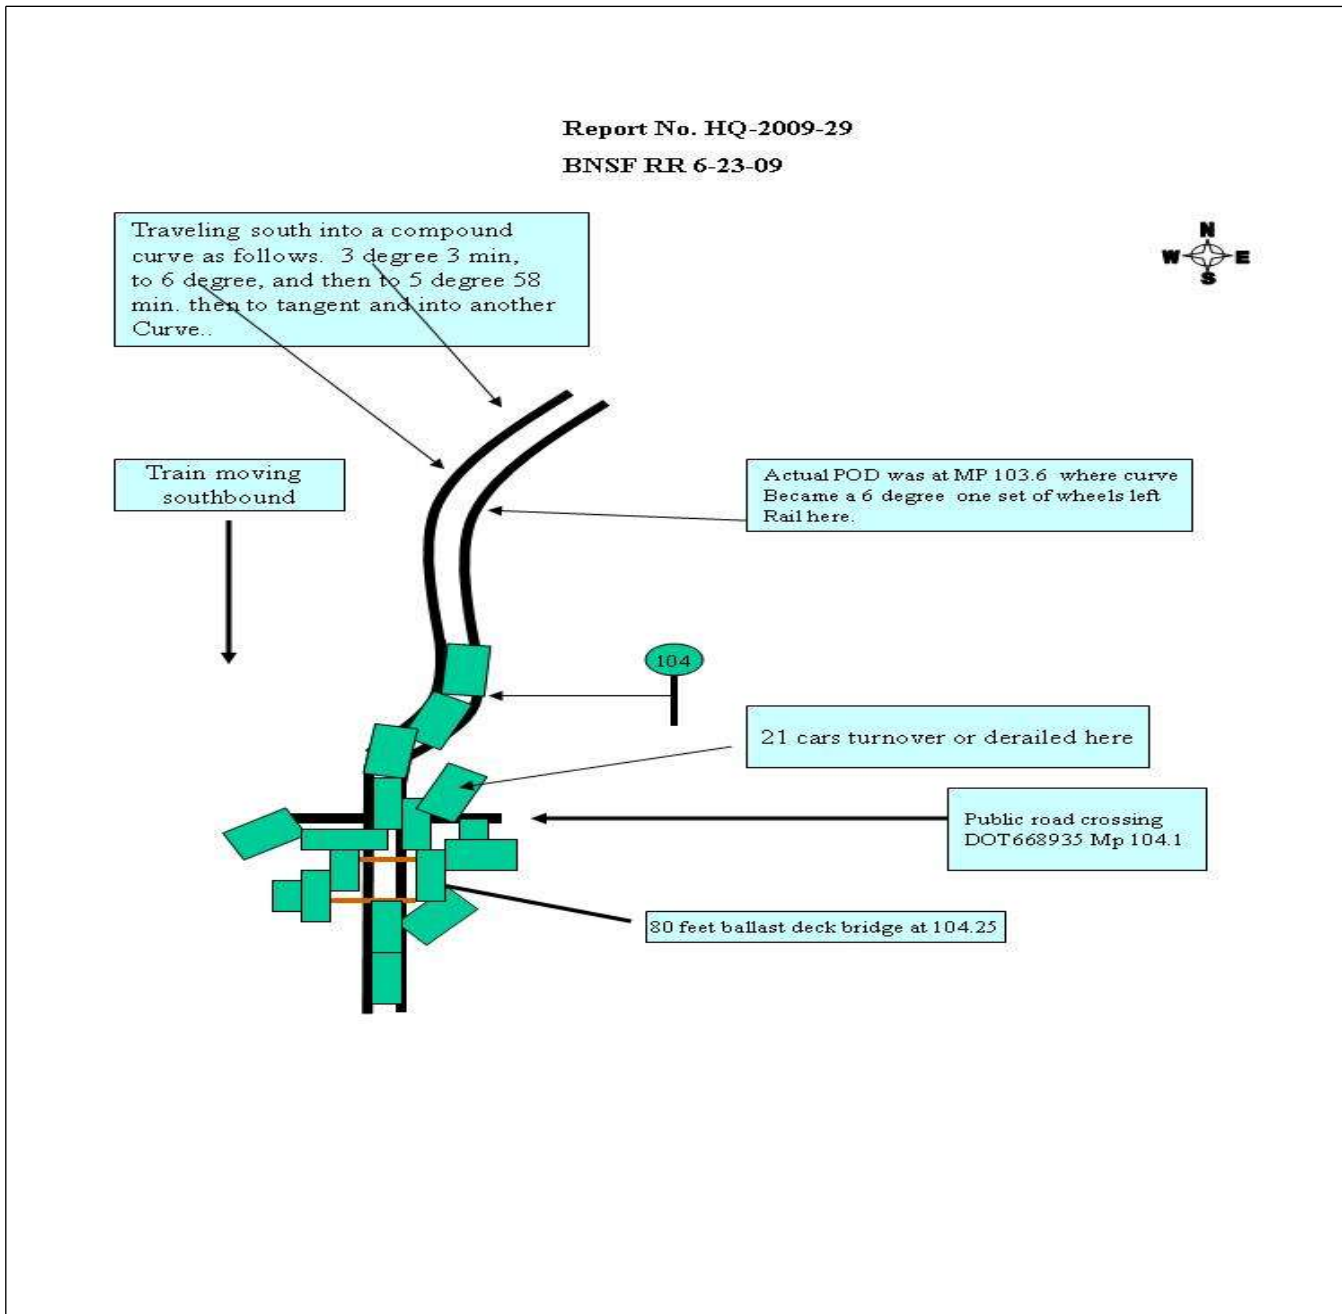 Report No. HQ-2009-29
BNSF RR 6-23-09
Traveling south into a compound
curve as follows.  3 degree 3 min,
to 6 degree, and then to 5 degree 58
min. then to tangent and into another
Curve..
N
W E
S
Train moving
southbound
Actual POD was at MP 103.6  where curve
Became a 6 degree  one set of wheels left
Rail here.
104
21 cars turnover or derailed here
Public road crossing
DOT668935 Mp 104.1
80 feet ballast deck bridge at 104.25